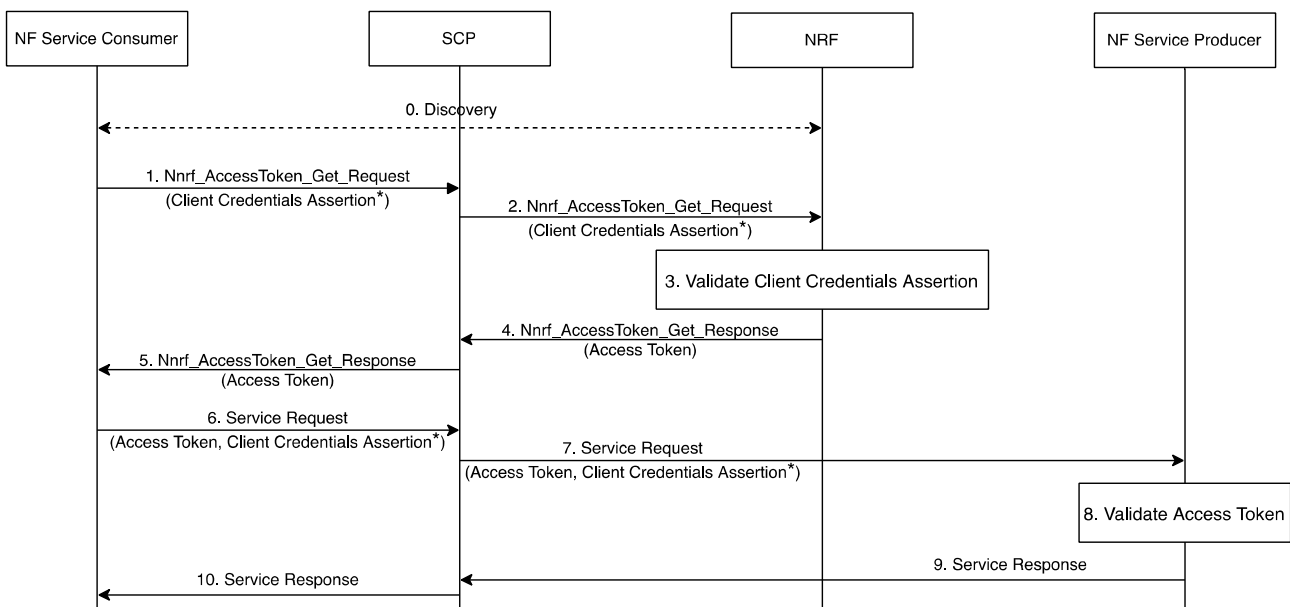 NF Service Consumer
SCP
NRF
NF Service Producer
0. Discovery
1. Nnrf_AccessToken_Get_Request
(Client Credentials Assertion*)
2. Nnrf_AccessToken_Get_Request
(Client Credentials Assertion*)
3. Validate Client Credentials Assertion
4. Nnrf_AccessToken_Get_Response
(Access Token)
5. Nnrf_AccessToken_Get_Response
(Access Token)
6. Service Request
(Access Token, Client Credentials Assertion*)
7. Service Request
(Access Token, Client Credentials Assertion*)
8. Validate Access Token
9. Service Response
10. Service Response